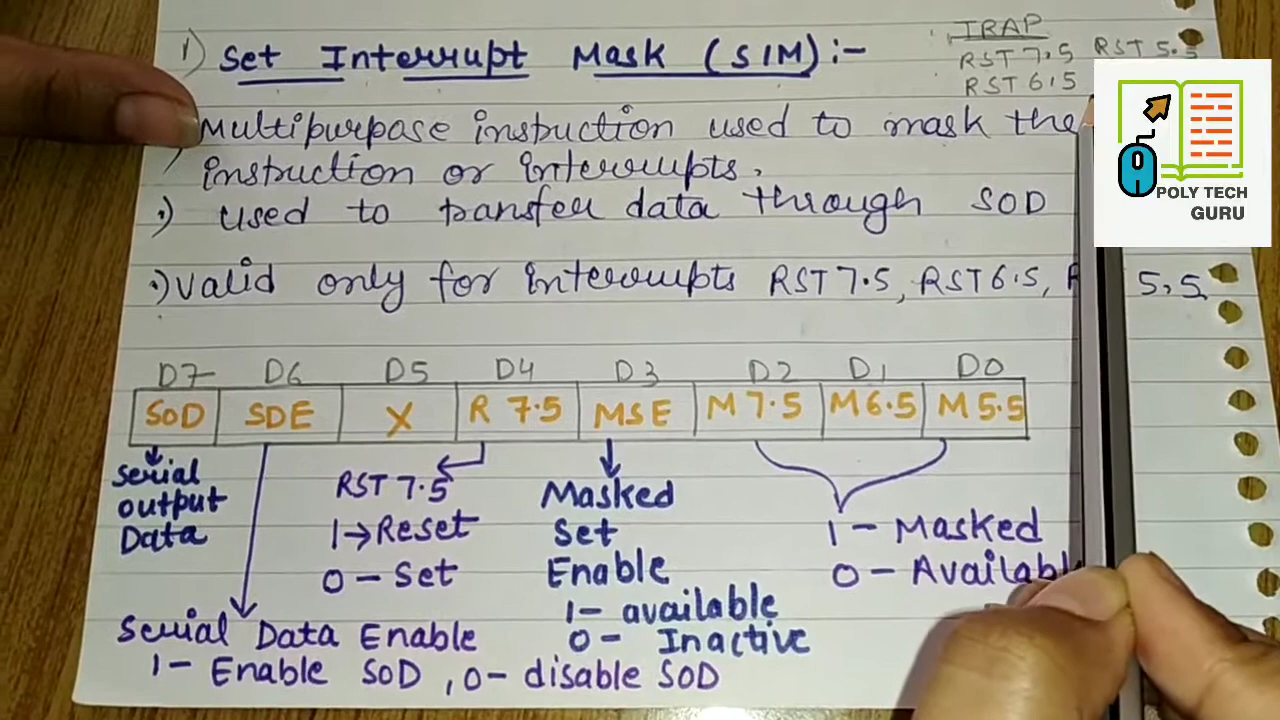 1) Set Interrupt Mask (SIM):-
TRAP
RST 7.5 RST 5.5
RST 6.5
Multipurpose instruction used to mask the
instruction or interrupts.
·) used to transfer data through SOD
·) valid only for interrupts RST 7.5, RST 6.5, R 5.5.
D7 D6 D5 D4 D3 D2 D1 D0
SOD SDE X R 7.5 MSE M 7.5 M 6.5 M 5.5
Serial
output
Data
RST 7.5
1→Reset
0 - Set
Masked
Set
Enable
1 - available
0 - Inactive
1 - Masked
0 - Availabl
Serial Data Enable
1 - Enable SOD, 0 - disable SOD
POLY TECH
GURU